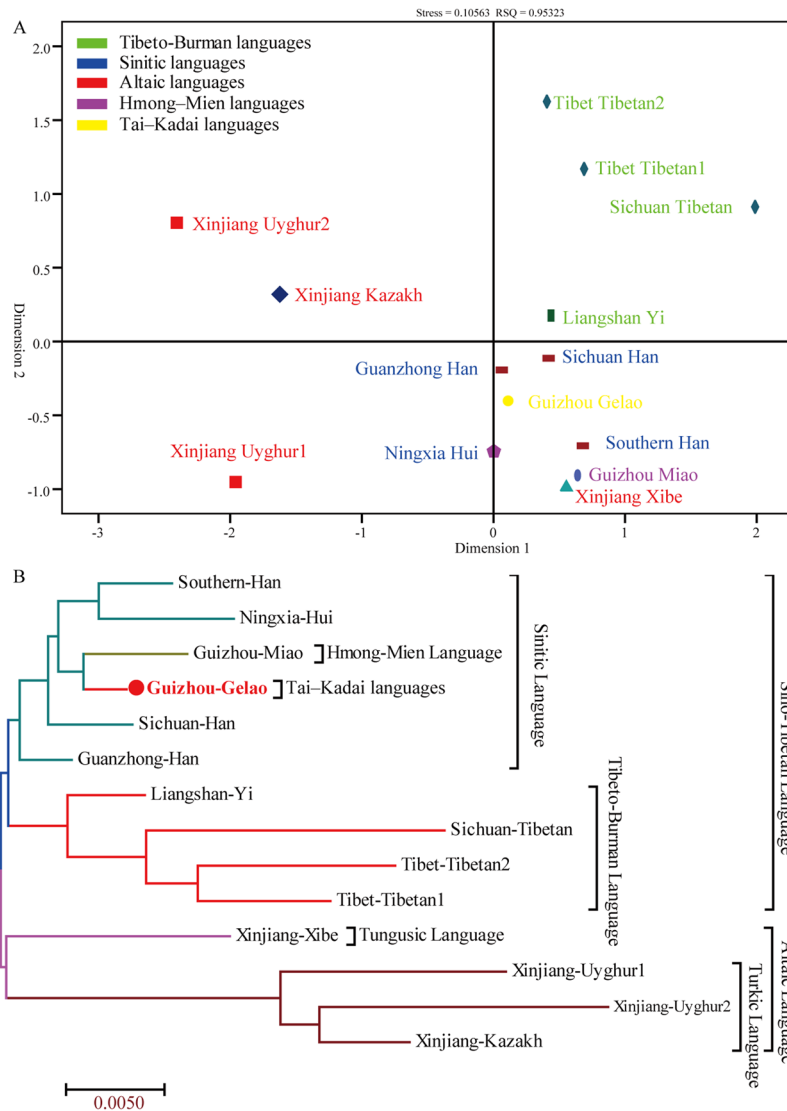 Stress = 0.10563 RSQ = 0.95323
A
Tibeto-Burman languages
Sinitic languages
Altaic languages
Hmong–Mien languages
Tai–Kadai languages
2.0
1.5
1.0
0.5
0.0
-0.5
-1.0
Dimension 2
Tibet Tibetan2
Tibet Tibetan1
Sichuan Tibetan
Xinjiang Uyghur2
Xinjiang Kazakh
Liangshan Yi
Sichuan Han
Guanzhong Han
Guizhou Gelao
Southern Han
Xinjiang Uyghur1
Ningxia Hui
Guizhou Miao
Xinjiang Xibe
-3
-2
-1
0
1
2
Dimension 1
B
Southern-Han
Ningxia-Hui
Guizhou-Miao
Hmong-Mien Language
Guizhou-Gelao
Tai–Kadai languages
Sichuan-Han
Guanzhong-Han
Sinitic Language
Liangshan-Yi
Sichuan-Tibetan
Tibet-Tibetan2
Tibet-Tibetan1
Tibeto-Burman Language
Sino-Tibetan Language
Xinjiang-Xibe
Tungusic Language
Xinjiang-Uyghur1
Xinjiang-Uyghur2
Xinjiang-Kazakh
Turkic Language
Altaic Language
0.0050